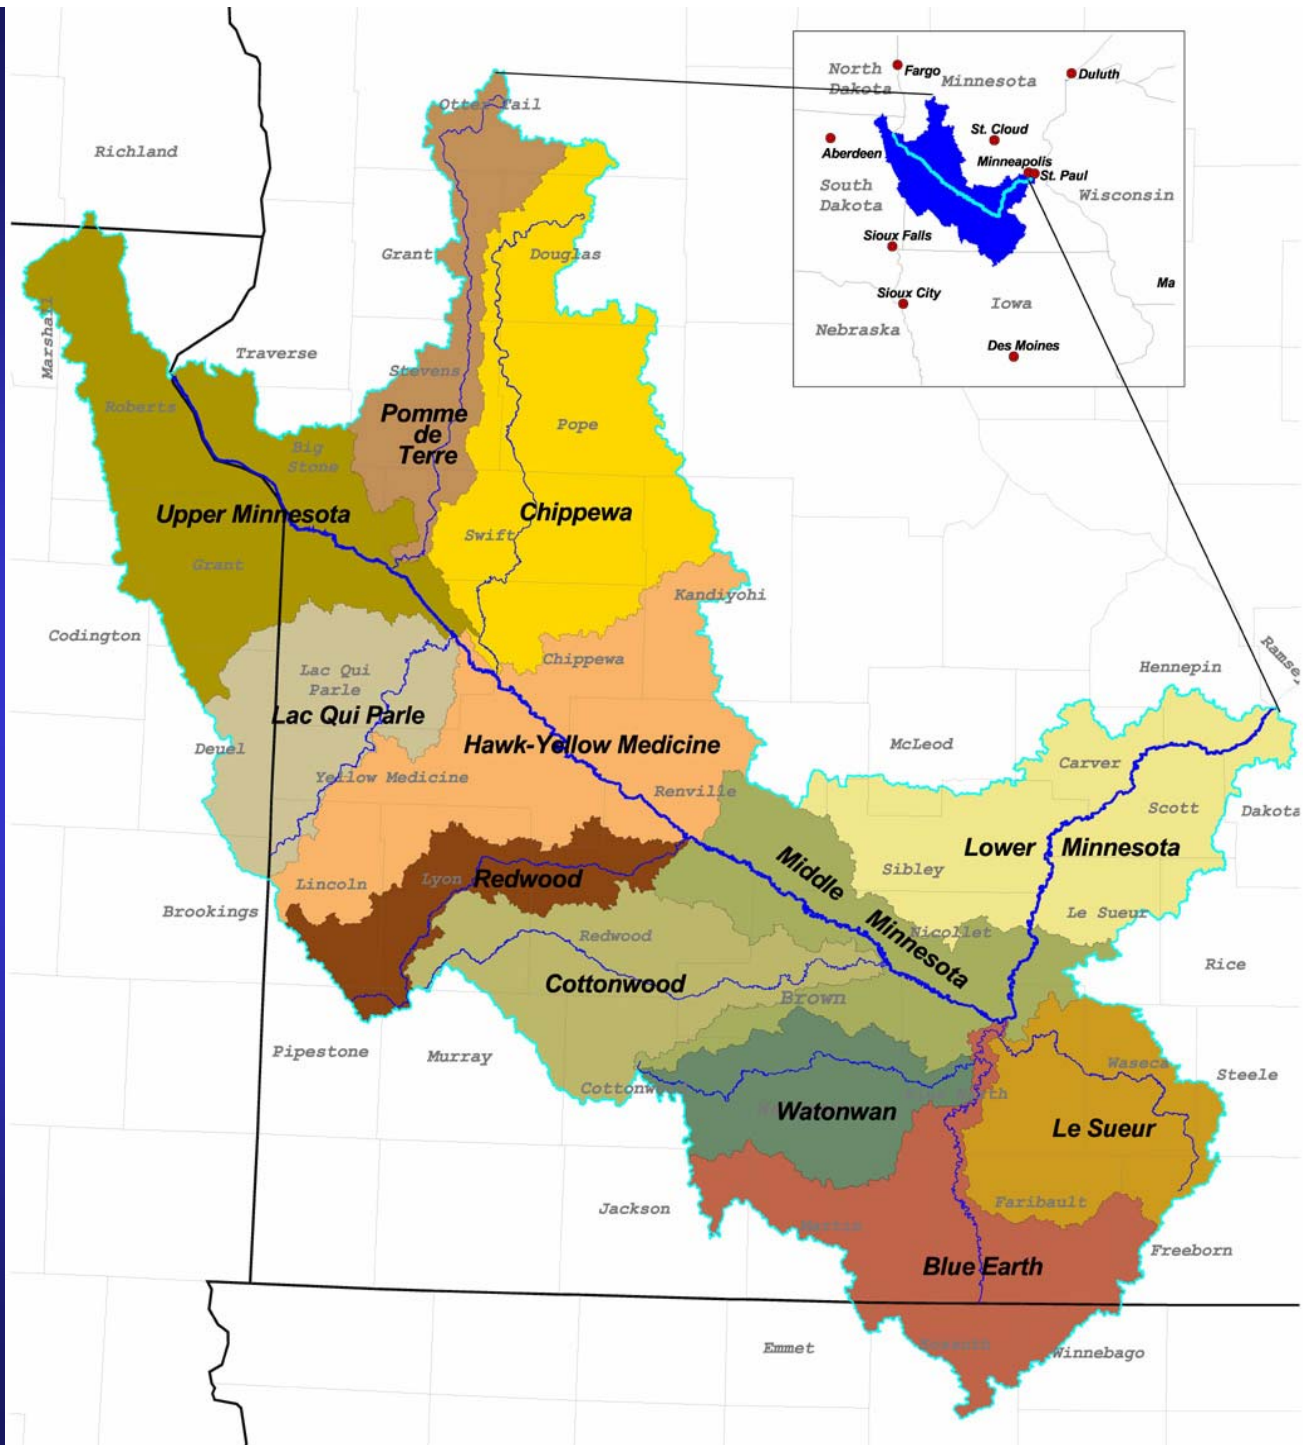 North
Dakota
Fargo
Minnesota
Duluth
St. Cloud
Aberdeen
Minneapolis
St. Paul
South
Dakota
Wisconsin
Sioux Falls
Sioux City
Iowa
Ma
Nebraska
Des Moines
Otter Tail
Richland
Grant
Douglas
Marshall
Traverse
Stevens
Roberts
Pomme
de
Terre
Pope
Big
Stone
Upper Minnesota
Chippewa
Swift
Grant
Kandiyohi
Codington
Chippewa
Lac Qui
Parle
Hennepin
Ramsey
Lac Qui Parle
Deuel
Hawk-Yellow Medicine
McLeod
Carver
Yellow Medicine
Renville
Scott
Dakota
Lower Minnesota
Middle
Minnesota
Sibley
Lincoln
Lyon
Redwood
Brookings
Le Sueur
Redwood
Nicollet
Rice
Cottonwood
Brown
Pipestone
Murray
Waseca
Steele
Cottonw
Watonwan
Le Sueur
Jackson
Faribault
Martin
Freeborn
Blue Earth
Emmet
Winnebago